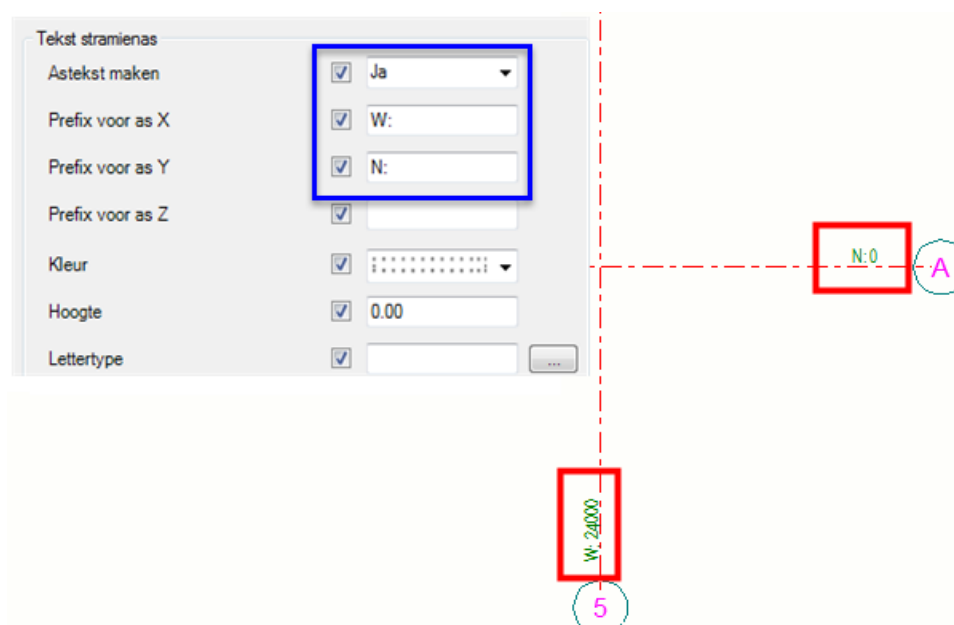 Tekst stramienas
Astekst maken Ja
Prefix voor as X W:
Prefix voor as Y N:
Prefix voor as Z
Kleur
Hoogte 0.00
Lettertype ...
N: 0
A
W: 24000
5